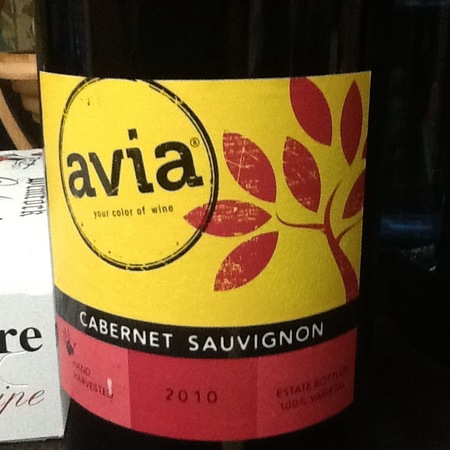 avia®
your color of wine
CABERNET SAUVIGNON
HAND
HARVESTED
2010
ESTATE BOTTLED
100% VARIETAL
re
ipe